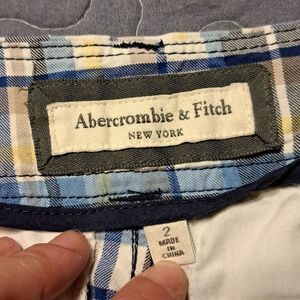 Abercrombie & Fitch
NEW YORK
2
MADE
IN
CHINA